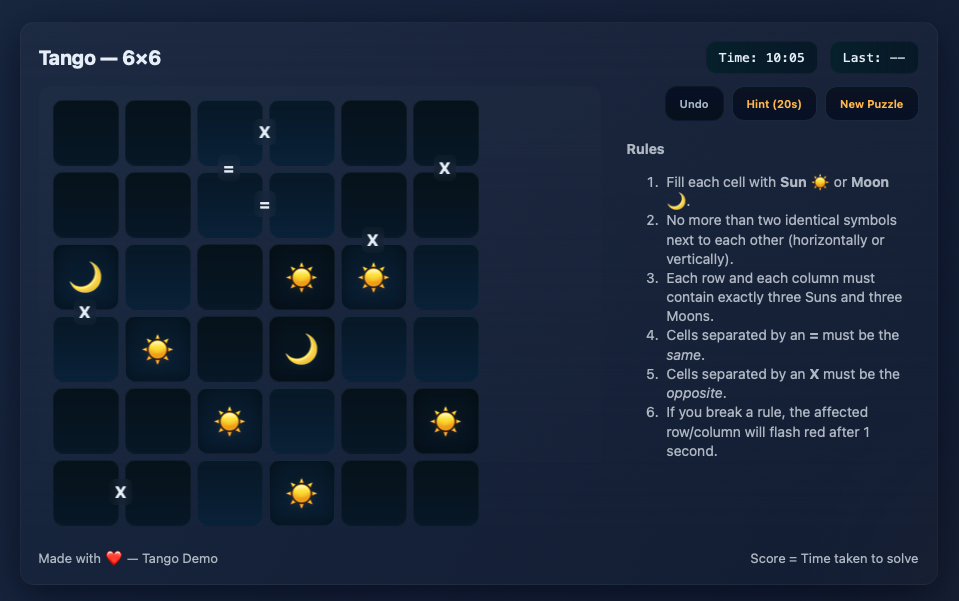 Tango — 6×6
Time: 10:05
Last: ——
Undo
Hint (20s)
New Puzzle
X
=
X
=
X
X
X
Rules
1. Fill each cell with Sun ☀️ or Moon
🌙.
2. No more than two identical symbols
next to each other (horizontally or
vertically).
3. Each row and each column must
contain exactly three Suns and three
Moons.
4. Cells separated by an = must be the
same.
5. Cells separated by an X must be the
opposite.
6. If you break a rule, the affected
row/column will flash red after 1
second.
Made with ❤️ — Tango Demo
Score = Time taken to solve